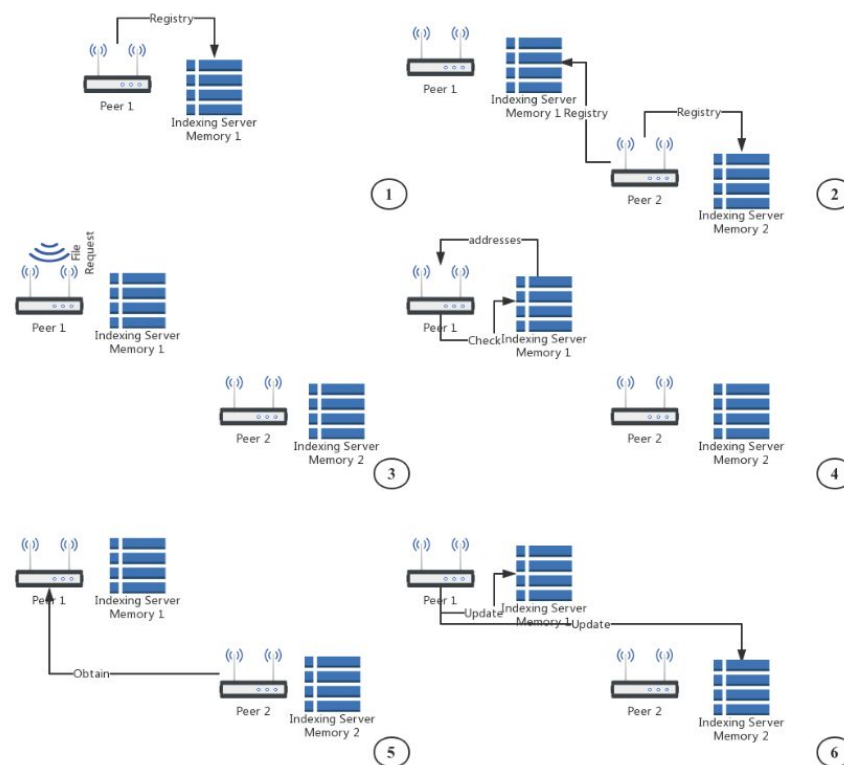 Registry
Peer 1
Indexing Server
Memory 1
1
Peer 1
Indexing Server
Memory 1
Registry
Registry
Peer 2
Indexing Server
Memory 2
2
File
Request
Peer 1
Indexing Server
Memory 1
Peer 2
Indexing Server
Memory 2
3
addresses
Peer 1
Check
Indexing Server
Memory 1
Peer 2
Indexing Server
Memory 2
4
Peer 1
Indexing Server
Memory 1
Obtain
Peer 2
Indexing Server
Memory 2
5
Peer 1
Update
Indexing Server
Memory 1
Update
Peer 2
Indexing Server
Memory 2
6